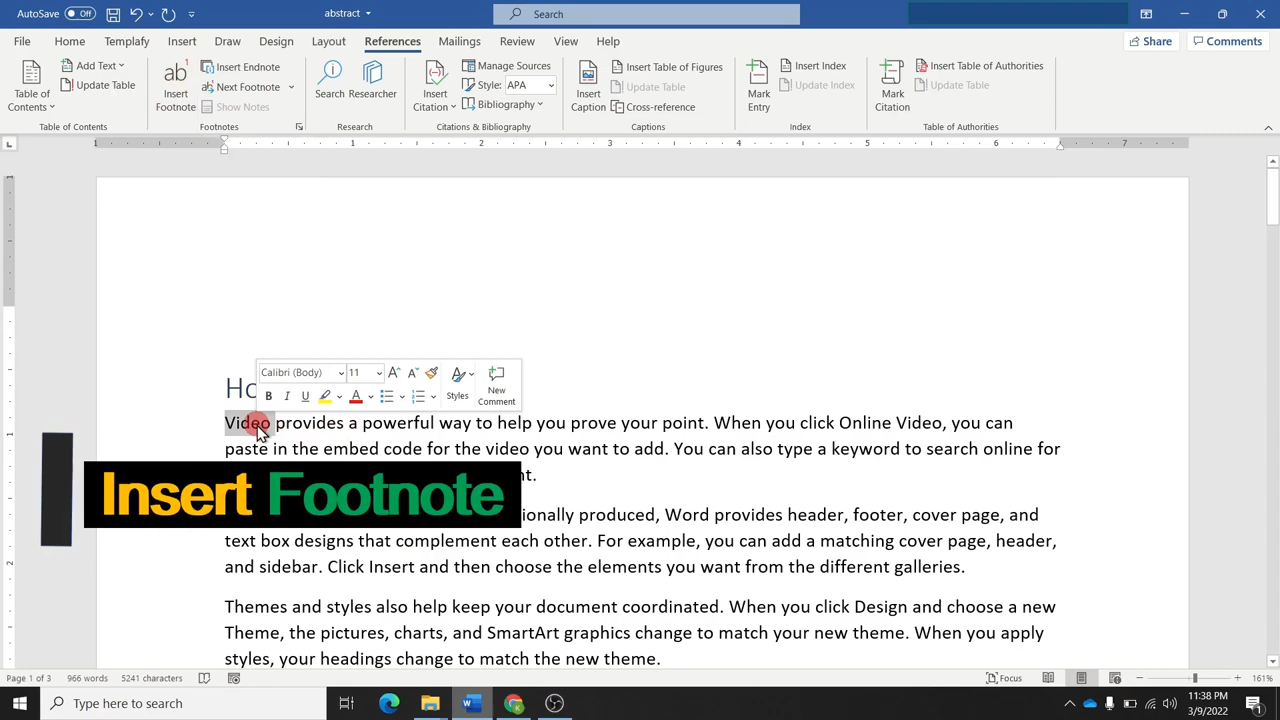 AutoSave Off abstract Search
File Home Templafy Insert Draw Design Layout References Mailings Review View Help Share Comments
Table of Contents
Add Text
Update Table
Table of Contents
ab1 Insert Footnote
Insert Endnote
Next Footnote
Show Notes
Footnotes
Search
Researcher
Research
Insert Citation
Manage Sources
Style: APA
Bibliography
Citations & Bibliography
Insert Caption
Insert Table of Figures
Update Table
Cross-reference
Captions
Mark Entry
Insert Index
Update Index
Index
Mark Citation
Insert Table of Authorities
Update Table
Table of Authorities
1 1 2 3 4 5 6 7
Calibri (Body) 11
B I U A Styles New Comment
Ho
Video provides a powerful way to help you prove your point. When you click Online Video, you can
paste in the embed code for the video you want to add. You can also type a keyword to search online for
Insert Footnote
ionally produced, Word provides header, footer, cover page, and
text box designs that complement each other. For example, you can add a matching cover page, header,
and sidebar. Click Insert and then choose the elements you want from the different galleries.
Themes and styles also help keep your document coordinated. When you click Design and choose a new
Theme, the pictures, charts, and SmartArt graphics change to match your new theme. When you apply
styles, your headings change to match the new theme.
Page 1 of 3 966 words 5241 characters Focus 161%
Type here to search
11:38 PM
3/9/2022